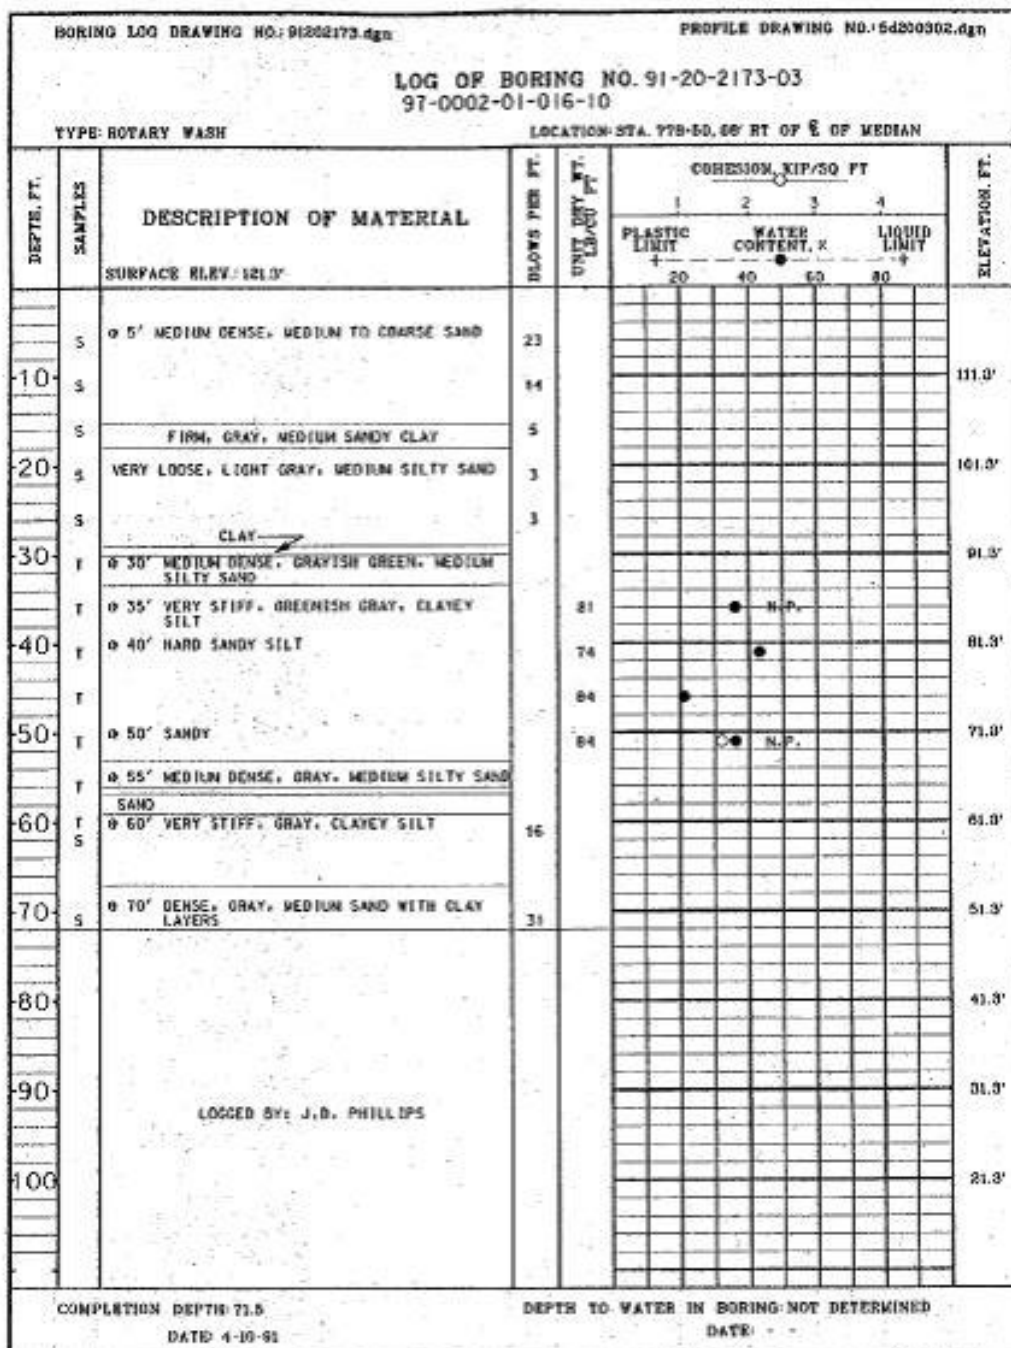 BORING LOG DRAWING NO.: 91202173.dgn
PROFILE DRAWING NO.: 5d200302.dgn
LOG OF BORING NO. 91-20-2173-03
97-0002-01-016-10
TYPE: ROTARY WASH
LOCATION: STA. 778+50, RT OF ℄ OF MEDIAN
DEPTH, FT.
SAMPLES
DESCRIPTION OF MATERIAL
SURFACE ELEV.: 121.3'
BLOWS PER FT.
UNIT DRY WT. LB/CU FT
COHESION, KIP/SQ FT
1 2 3 4
PLASTIC LIMIT
WATER CONTENT, %
LIQUID LIMIT
20 40 60 80
ELEVATION, FT.
S @ 5' MEDIUM DENSE, MEDIUM TO COARSE SAND 23
10 S 14 111.3'
S FIRM, GRAY, MEDIUM SANDY CLAY 5
20 S VERY LOOSE, LIGHT GRAY, MEDIUM SILTY SAND 3 101.3'
S 3
CLAY
30 T @ 30' MEDIUM DENSE, GRAYISH GREEN, MEDIUM 91.3'
SILTY SAND
T @ 35' VERY STIFF, GREENISH GRAY, CLAYEY 81 N.P.
SILT
40 T @ 40' HARD SANDY SILT 74 81.3'
T 84
50 T @ 50' SANDY 84 N.P. 71.3'
T @ 55' MEDIUM DENSE, GRAY, MEDIUM SILTY SAND
SAND
60 T @ 60' VERY STIFF, GRAY, CLAYEY SILT 16 61.3'
S
70 S @ 70' DENSE, GRAY, MEDIUM SAND WITH CLAY 31 51.3'
LAYERS
80 41.3'
90 31.3'
LOGGED BY: J.D. PHILLIPS
100 21.3'
COMPLETION DEPTH: 71.5
DEPTH TO WATER IN BORING: NOT DETERMINED
DATE: 4-10-91
DATE: - -